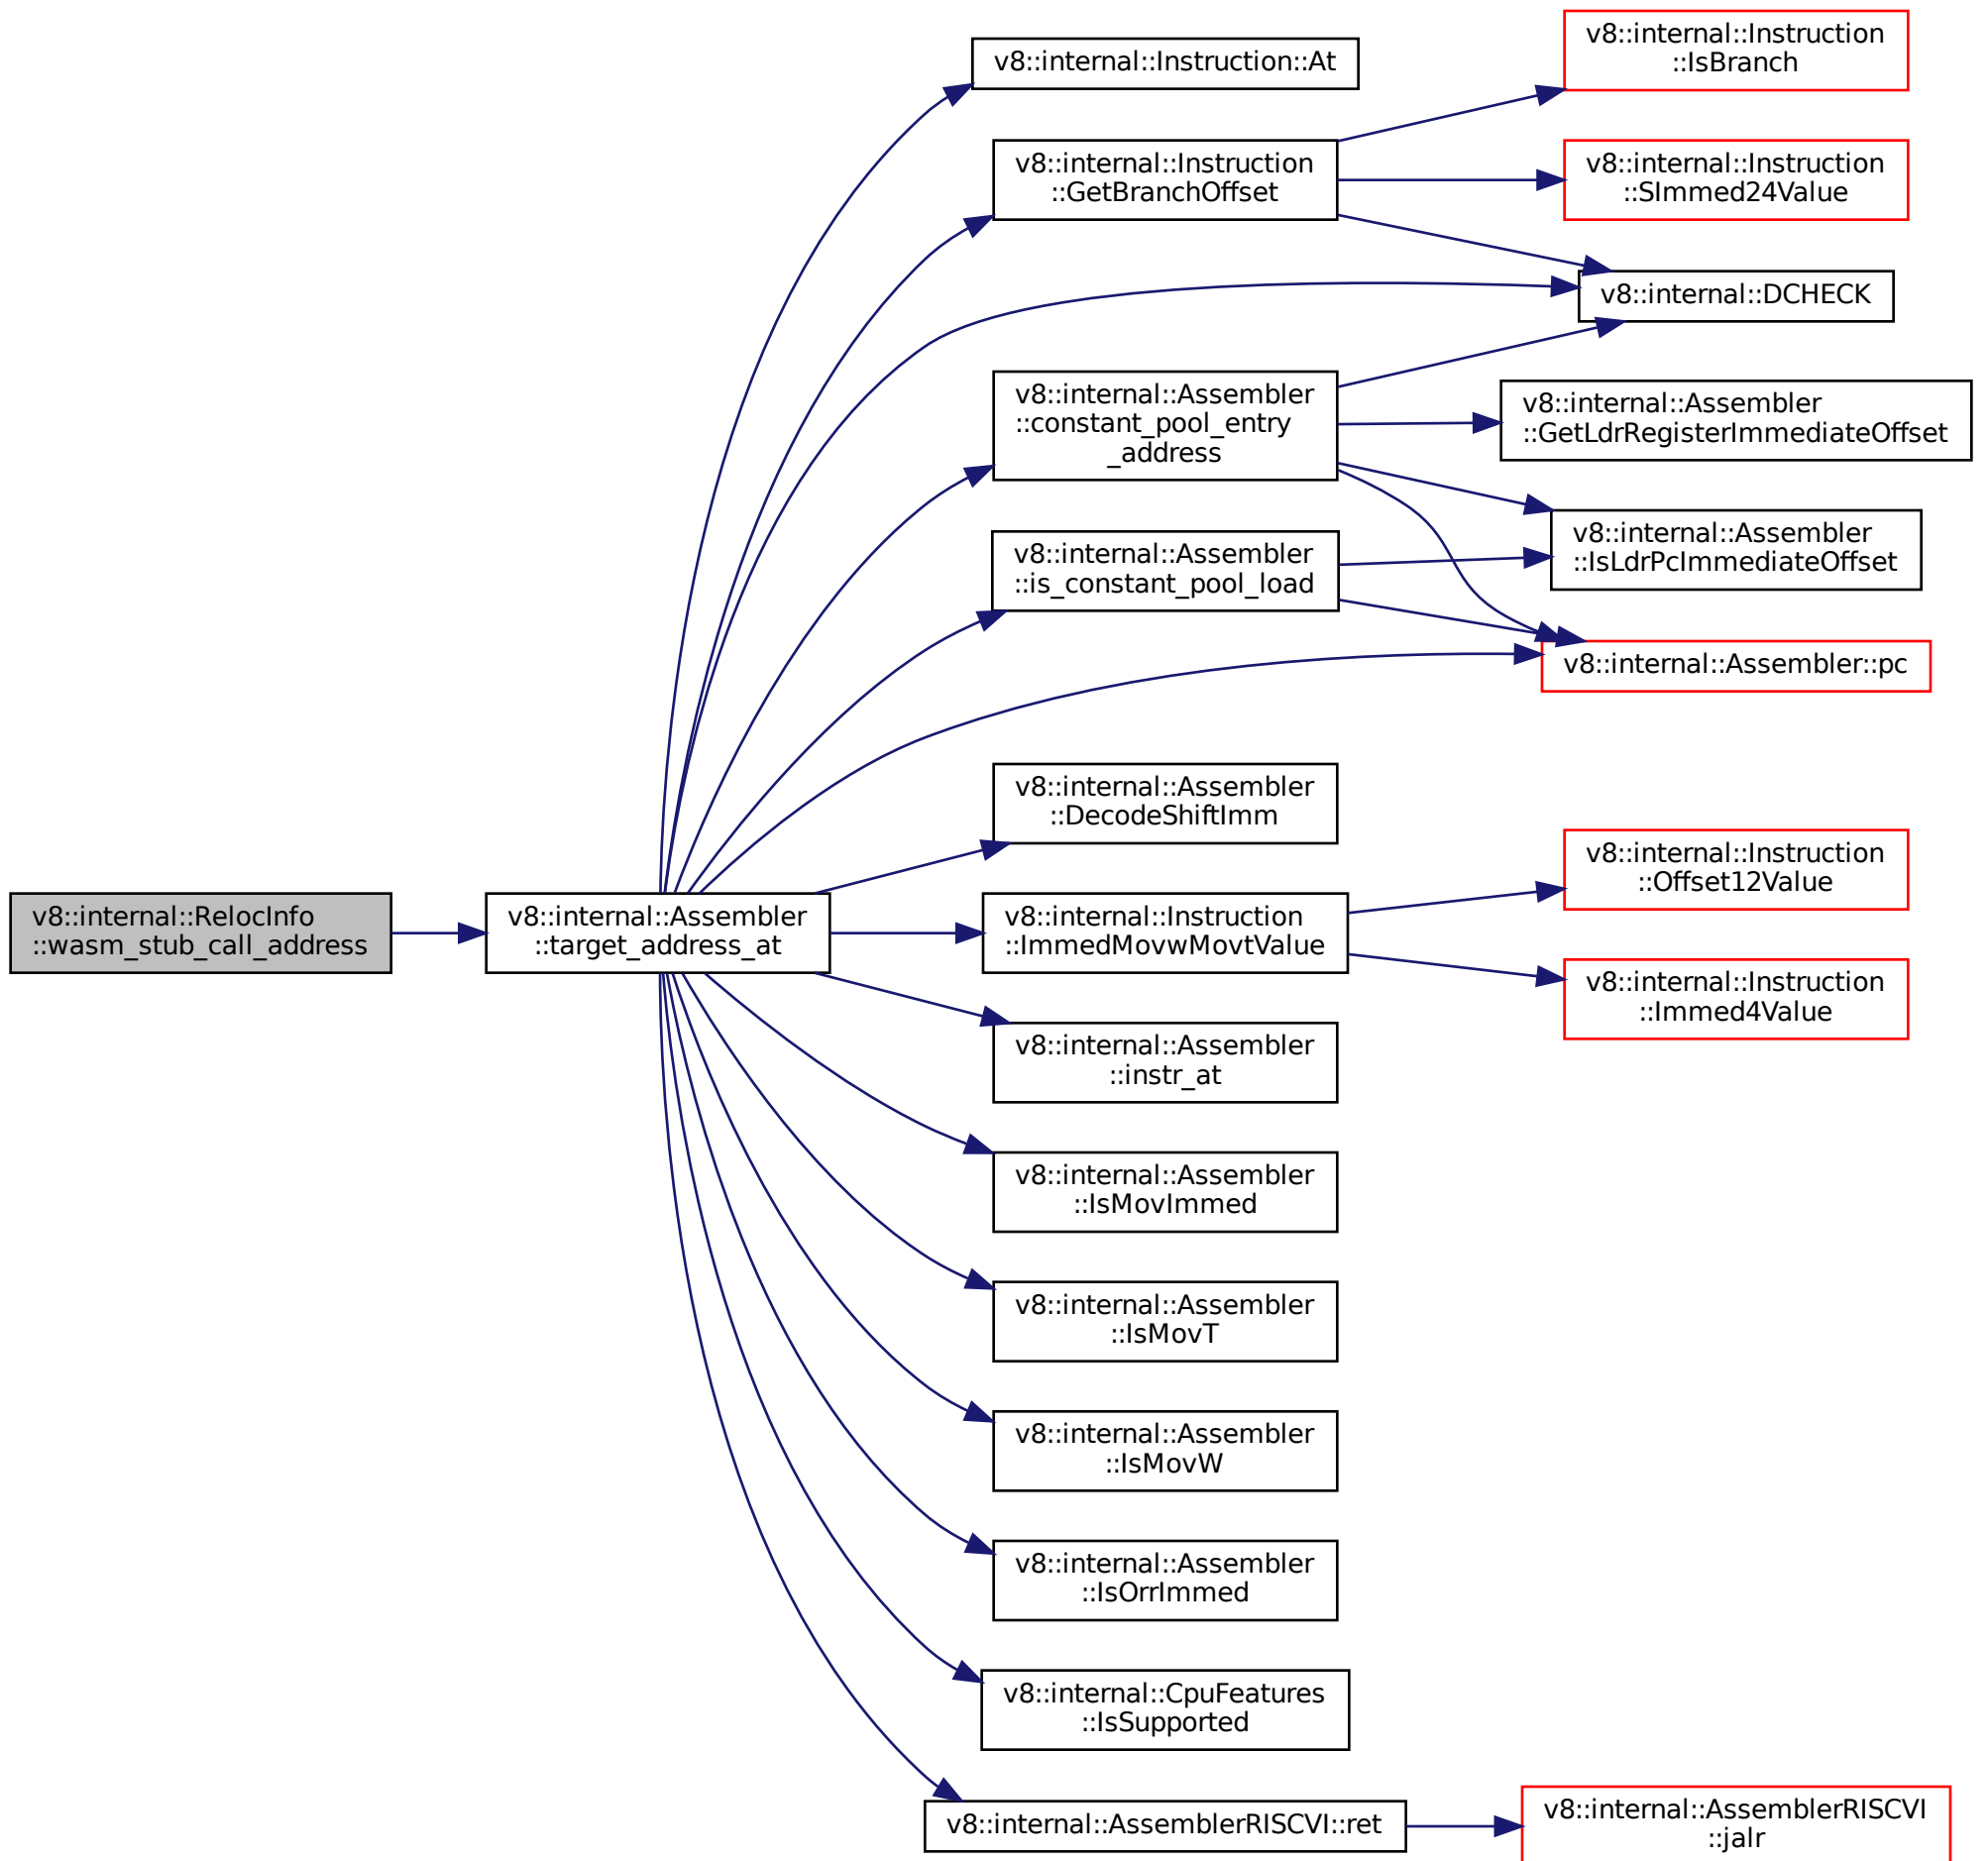 v8::internal::RelocInfo
::wasm_stub_call_address
v8::internal::Assembler
::target_address_at
v8::internal::Instruction::At
v8::internal::Instruction
::GetBranchOffset
v8::internal::Assembler
::constant_pool_entry
_address
v8::internal::Assembler
::is_constant_pool_load
v8::internal::Assembler
::DecodeShiftImm
v8::internal::Instruction
::ImmedMovwMovtValue
v8::internal::Assembler
::instr_at
v8::internal::Assembler
::IsMovImmed
v8::internal::Assembler
::IsMovT
v8::internal::Assembler
::IsMovW
v8::internal::Assembler
::IsOrrImmed
v8::internal::CpuFeatures
::IsSupported
v8::internal::AssemblerRISCVI::ret
v8::internal::Instruction
::IsBranch
v8::internal::Instruction
::SImmed24Value
v8::internal::DCHECK
v8::internal::Assembler
::GetLdrRegisterImmediateOffset
v8::internal::Assembler
::IsLdrPcImmediateOffset
v8::internal::Assembler::pc
v8::internal::Instruction
::Offset12Value
v8::internal::Instruction
::Immed4Value
v8::internal::AssemblerRISCVI
::jalr